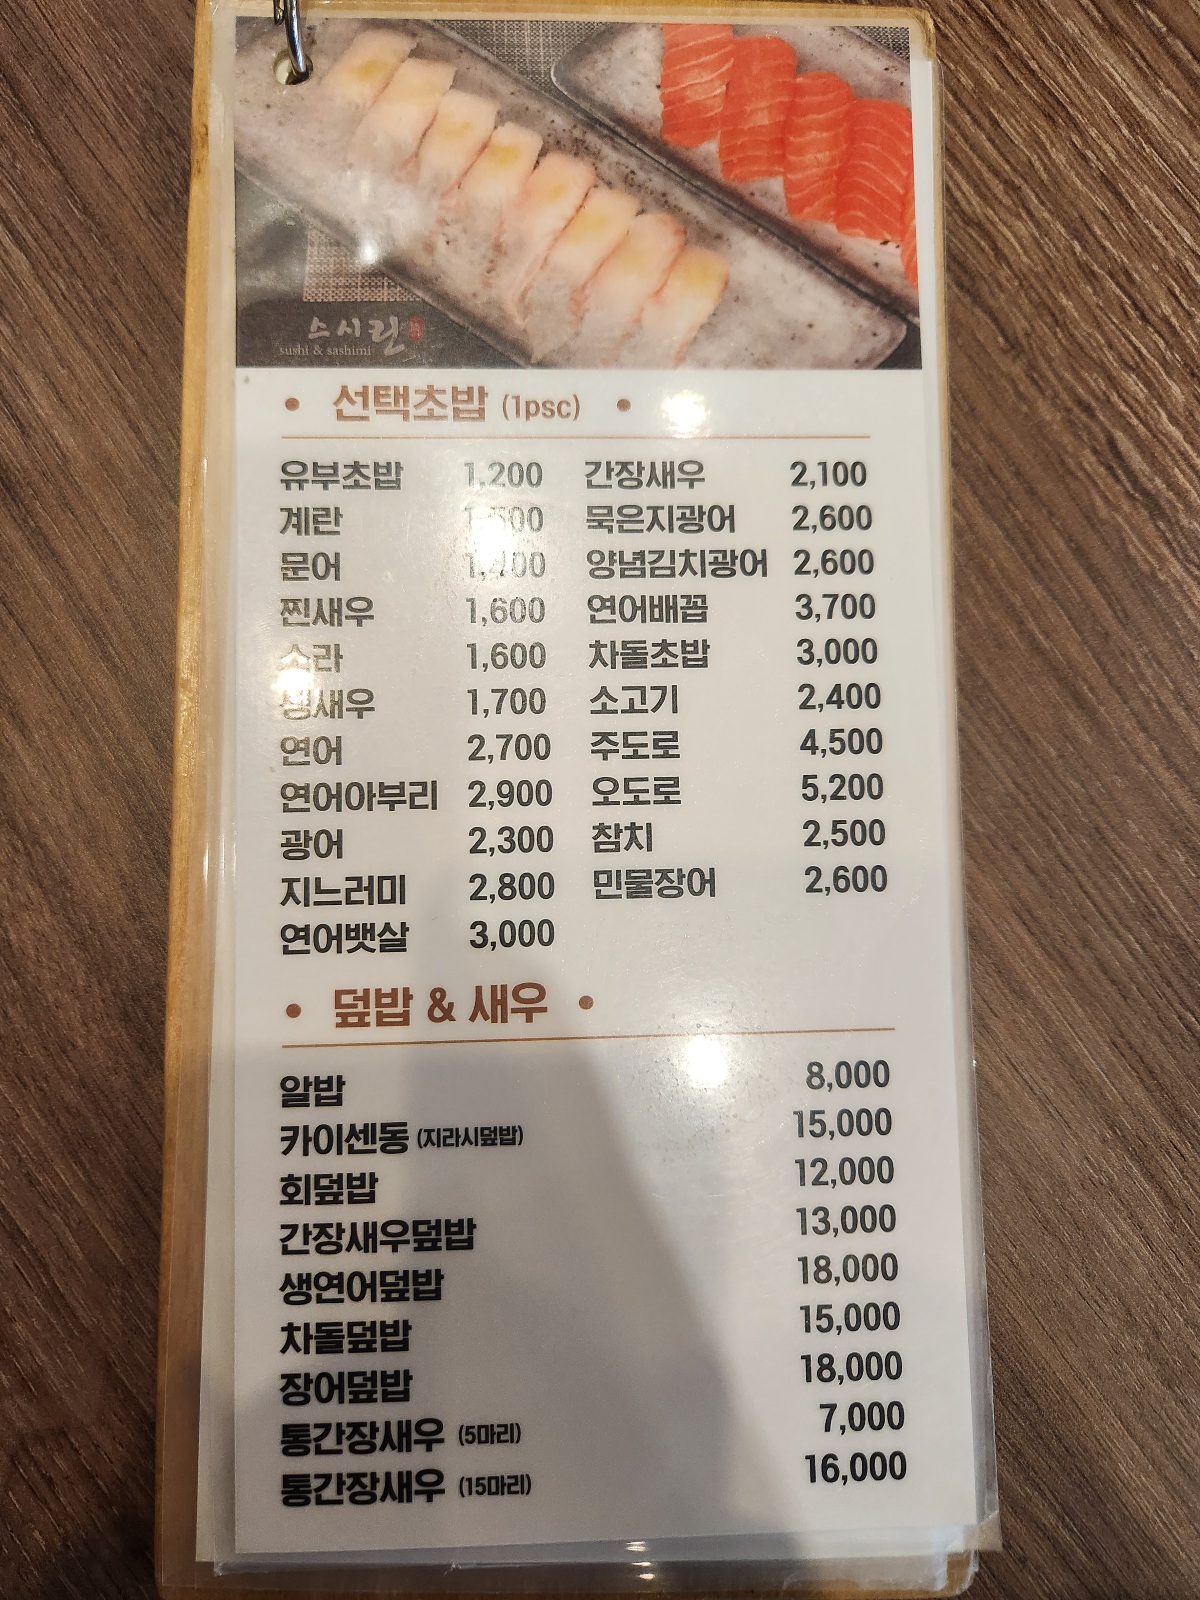 스시린
sushi & sashimi
• 선택초밥 (1psc) •
유부초밥 1,200 간장새우 2,100
계란 묵은지광어 2,600
문어 양념김치광어 2,600
찐새우 1,600 연어배꼽 3,700
소라 1,600 차돌초밥 3,000
생새우 1,700 소고기 2,400
연어 2,700 주도로 4,500
연어아부리 2,900 오도로 5,200
광어 2,300 참치 2,500
지느러미 2,800 민물장어 2,600
연어뱃살 3,000
• 덮밥 & 새우 •
알밥 8,000
카이센동 (지라시덮밥) 15,000
회덮밥 12,000
간장새우덮밥 13,000
생연어덮밥 18,000
차돌덮밥 15,000
장어덮밥 18,000
통간장새우 (5마리) 7,000
통간장새우 (15마리) 16,000